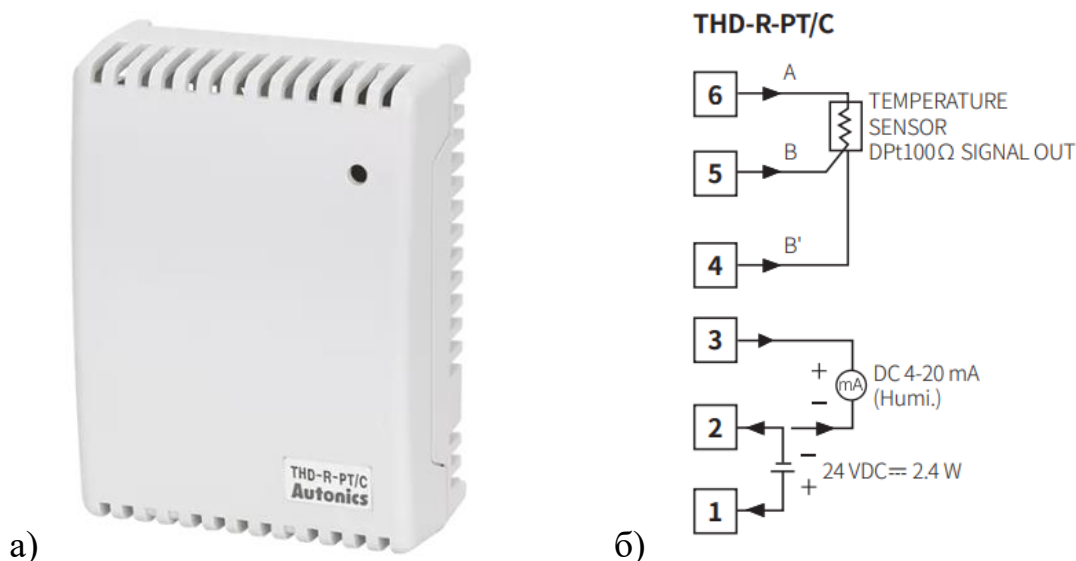 THD-R-PT/C
Autonics
а)
THD-R-PT/C
6
A
TEMPERATURE
SENSOR
DPt100Ω SIGNAL OUT
5
B
4
B'
3
+
mA
DC 4-20 mA
(Humi.)
−
2
−
24 VDC⎓ 2.4 W
+
1
б)